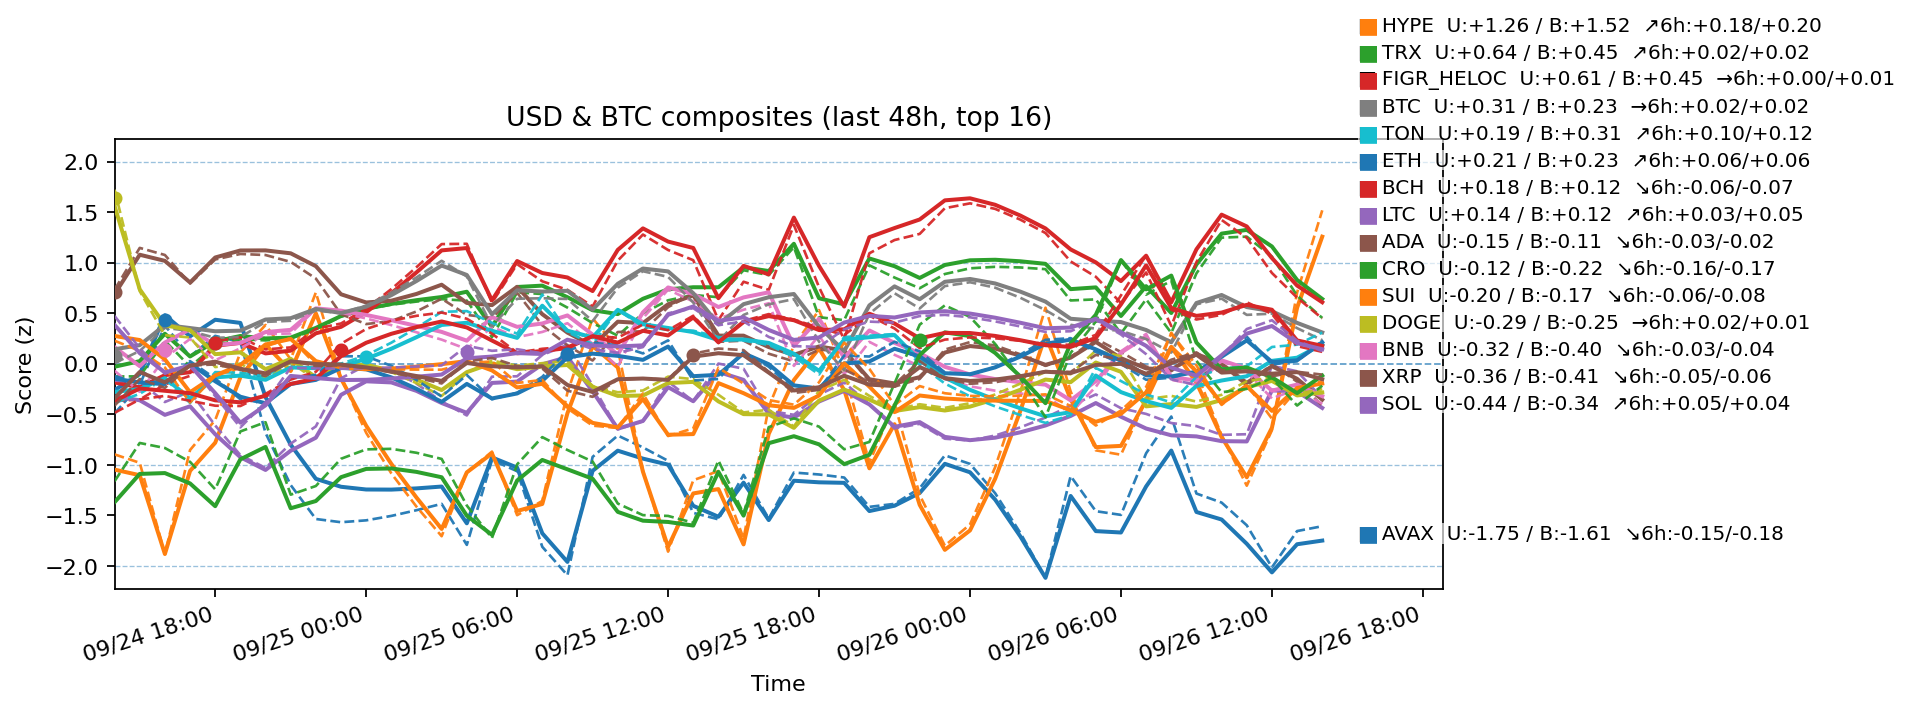 HYPE U:+1.26 / B:+1.52 ↗6h:+0.18/+0.20
TRX U:+0.64 / B:+0.45 ↗6h:+0.02/+0.02
FIGR_HELOC U:+0.61 / B:+0.45 →6h:+0.00/+0.01
USD & BTC composites (last 48h, top 16)
BTC U:+0.31 / B:+0.23 →6h:+0.02/+0.02
TON U:+0.19 / B:+0.31 ↗6h:+0.10/+0.12
ETH U:+0.21 / B:+0.23 ↗6h:+0.06/+0.06
BCH U:+0.18 / B:+0.12 ↘6h:-0.06/-0.07
LTC U:+0.14 / B:+0.12 ↗6h:+0.03/+0.05
ADA U:-0.15 / B:-0.11 ↘6h:-0.03/-0.02
CRO U:-0.12 / B:-0.22 ↘6h:-0.16/-0.17
SUI U:-0.20 / B:-0.17 ↘6h:-0.06/-0.08
DOGE U:-0.29 / B:-0.25 →6h:+0.02/+0.01
BNB U:-0.32 / B:-0.40 ↘6h:-0.03/-0.04
XRP U:-0.36 / B:-0.41 ↘6h:-0.05/-0.06
SOL U:-0.44 / B:-0.34 ↗6h:+0.05/+0.04
AVAX U:-1.75 / B:-1.61 ↘6h:-0.15/-0.18
Score (z)
2.0
1.5
1.0
0.5
0.0
−0.5
−1.0
−1.5
−2.0
09/24 18:00
09/25 00:00
09/25 06:00
09/25 12:00
09/25 18:00
09/26 00:00
09/26 06:00
09/26 12:00
09/26 18:00
Time